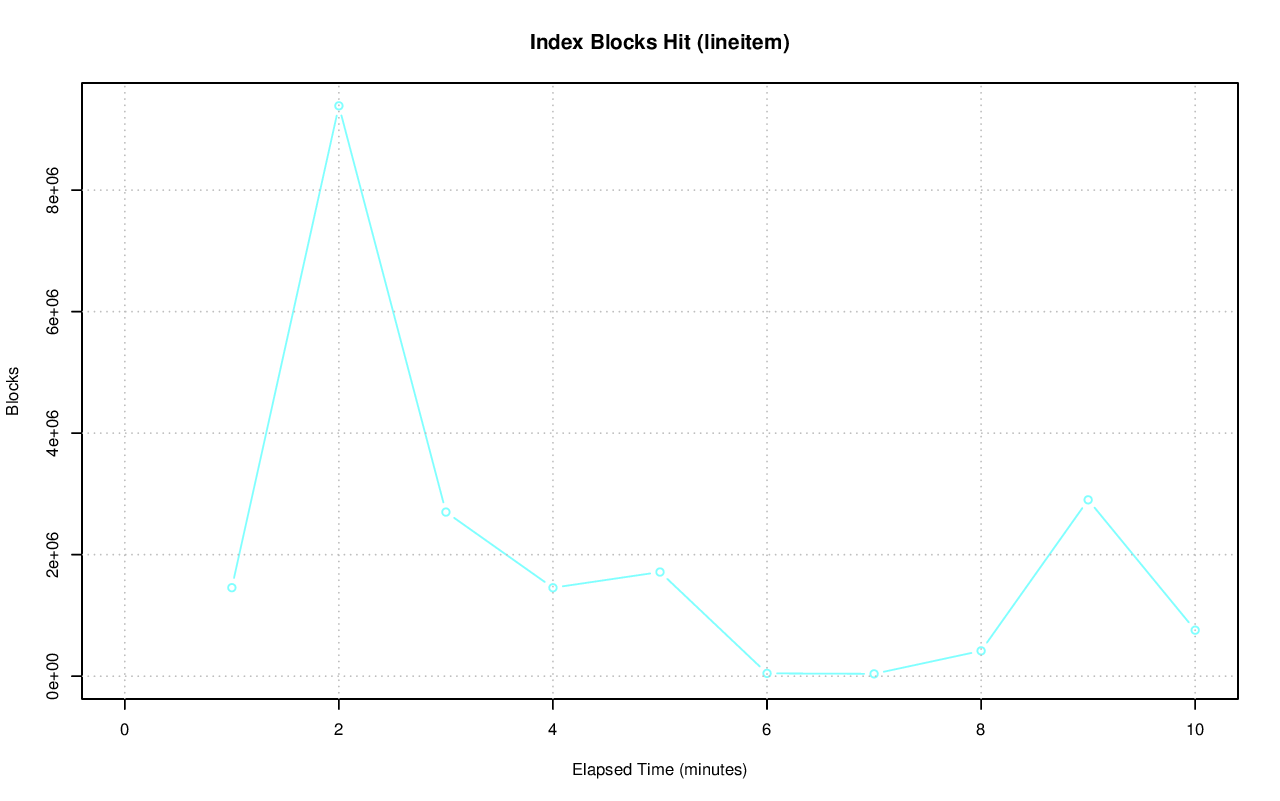 Index Blocks Hit (lineitem)
Blocks
8e+06
6e+06
4e+06
2e+06
0e+00
0 2 4 6 8 10
Elapsed Time (minutes)